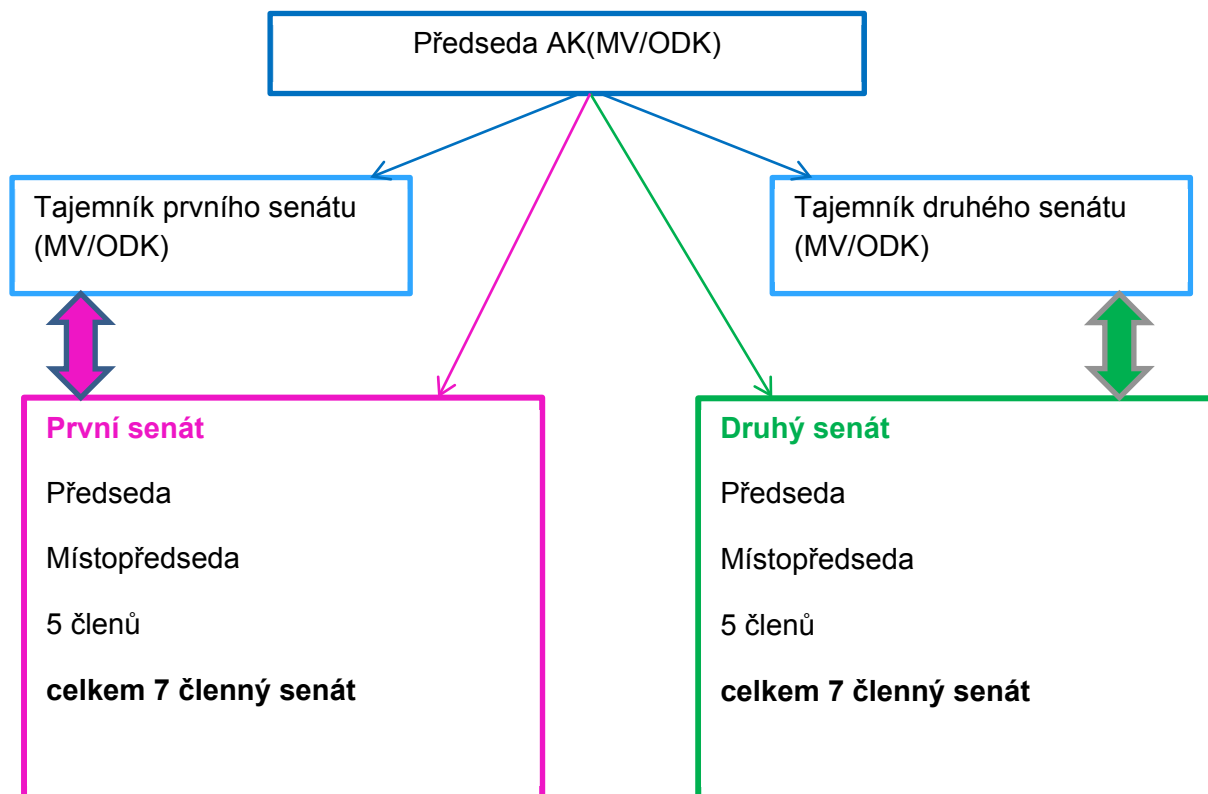 Předseda AK(MV/ODK)
Tajemník prvního senátu
(MV/ODK)
Tajemník druhého senátu
(MV/ODK)
První senát
Předseda
Místopředseda
5 členů
celkem 7 členný senát
Druhý senát
Předseda
Místopředseda
5 členů
celkem 7 členný senát